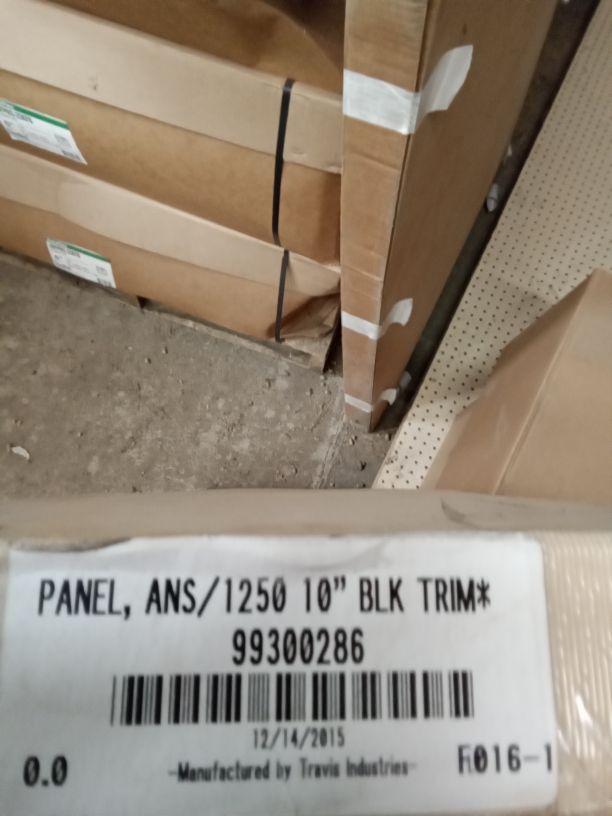 PANEL, ANS/1250 10" BLK TRIM*
99300286
12/14/2015
-Manufactured by Travis Industries-
0.0
R016-1